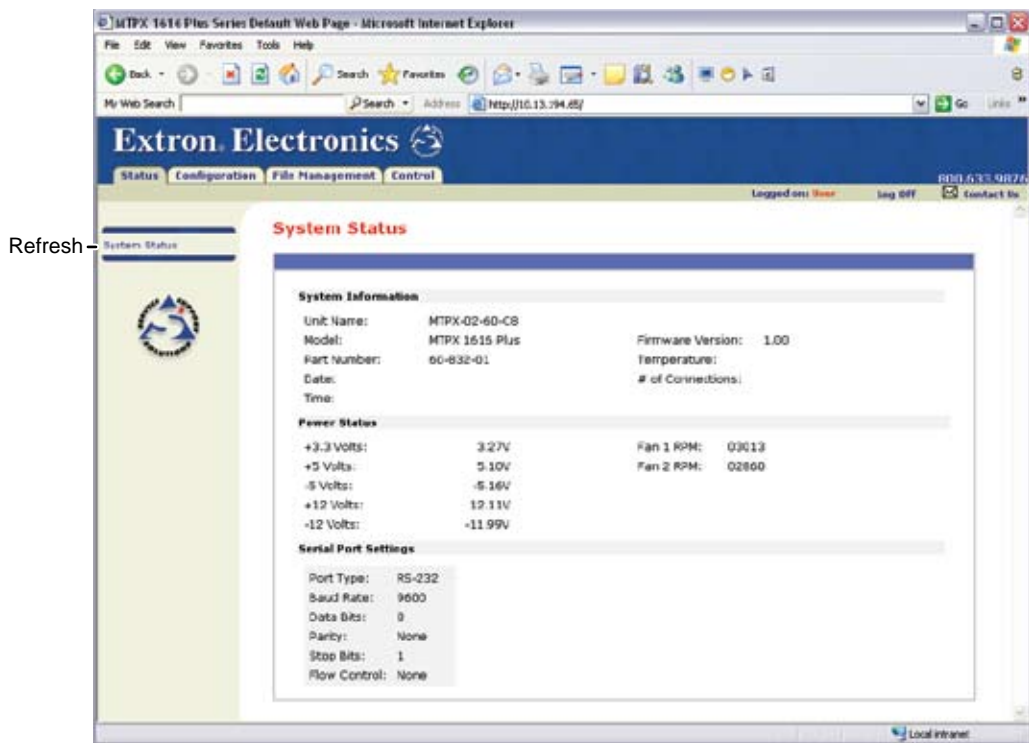 MTPX 1616 Plus Series Default Web Page - Microsoft Internet Explorer
File Edit View Favorites Tools Help
Back Search Favorites
My Web Search Search Address http://10.13.194.65/ Go Links
Extron Electronics
Status Configuration File Management Control
800.633.9876
Logged on: User Log Off Contact Us
Refresh
System Status
System Status
System Information
Unit Name: MTPX-02-60-C8
Model: MTPX 1616 Plus Firmware Version: 1.00
Part Number: 60-832-01 Temperature:
Date: # of Connections:
Time:
Power Status
+3.3 Volts: 3.27V Fan 1 RPM: 03013
+5 Volts: 5.10V Fan 2 RPM: 02860
-5 Volts: -5.16V
+12 Volts: 12.11V
-12 Volts: -11.99V
Serial Port Settings
Port Type: RS-232
Baud Rate: 9600
Data Bits:
Parity: None
Stop Bits: 1
Flow Control: None
Local intranet